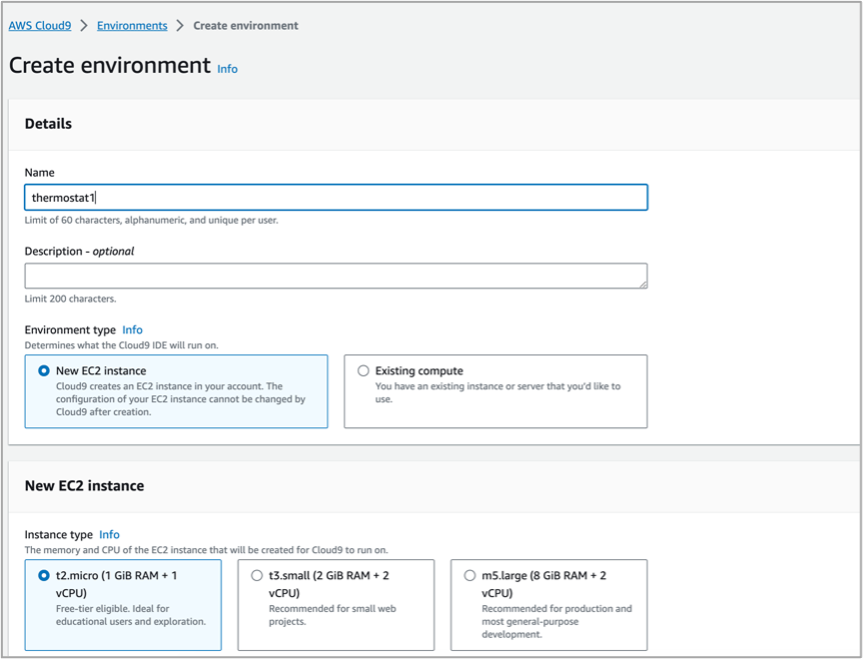 AWS Cloud9 > Environments > Create environment
Create environment Info
Details
Name
thermostat1
Limit of 60 characters, alphanumeric, and unique per user.
Description - optional
Limit 200 characters.
Environment type Info
Determines what the Cloud9 IDE will run on.
New EC2 instance
Cloud9 creates an EC2 instance in your account. The
configuration of your EC2 instance cannot be changed by
Cloud9 after creation.
Existing compute
You have an existing instance or server that you'd like to
use.
New EC2 instance
Instance type Info
The memory and CPU of the EC2 instance that will be created for Cloud9 to run on.
t2.micro (1 GiB RAM + 1
vCPU)
Free-tier eligible. Ideal for
educational users and exploration.
t3.small (2 GiB RAM + 2
vCPU)
Recommended for small web
projects.
m5.large (8 GiB RAM + 2
vCPU)
Recommended for production and
most general-purpose
development.